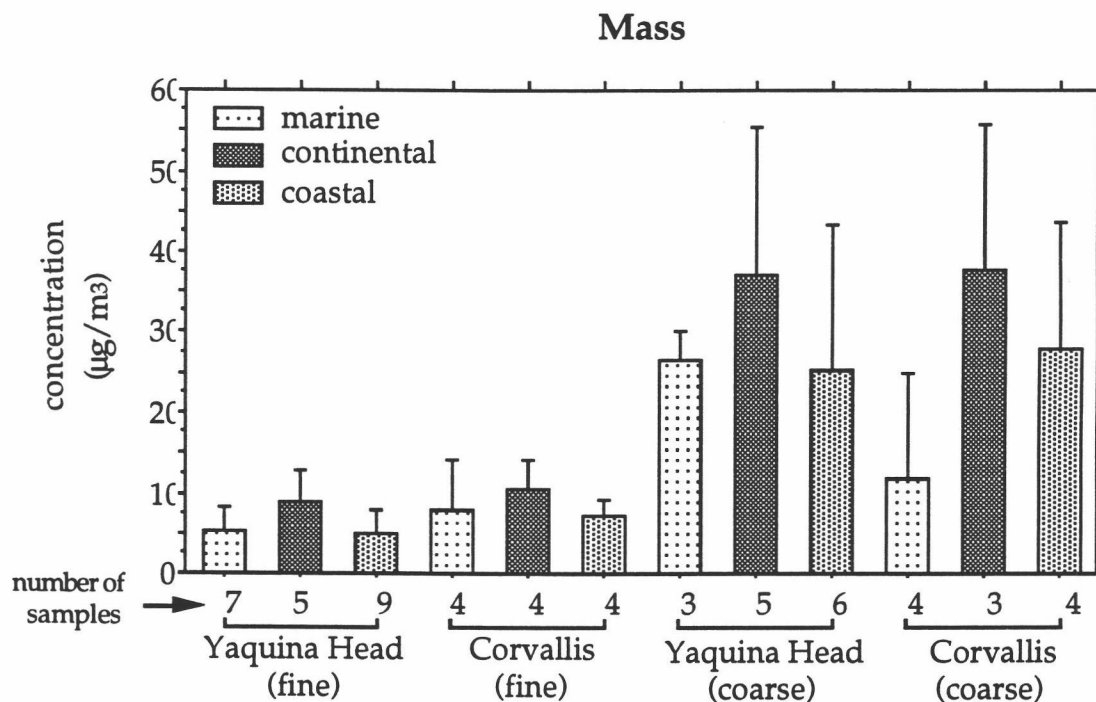 Mass
60
50
40
30
20
10
0
concentration
(µg/m3)
marine
continental
coastal
number of
samples
7 5 9 4 4 4 3 5 6 4 3 4
Yaquina Head
(fine)
Corvallis
(fine)
Yaquina Head
(coarse)
Corvallis
(coarse)